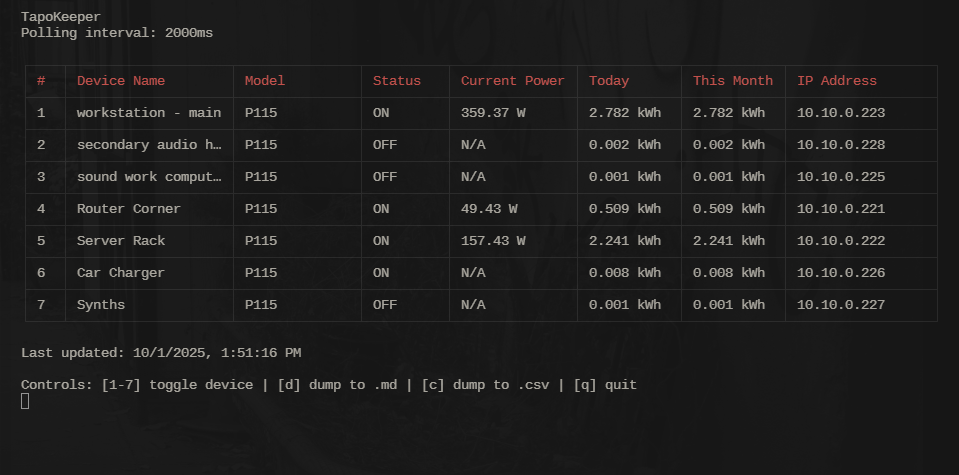 TapoKeeper
Polling interval: 2000ms
# Device Name Model Status Current Power Today This Month IP Address
1 workstation - main P115 ON 359.37 W 2.782 kWh 2.782 kWh 10.10.0.223
2 secondary audio h… P115 OFF N/A 0.002 kWh 0.002 kWh 10.10.0.228
3 sound work comput… P115 OFF N/A 0.001 kWh 0.001 kWh 10.10.0.225
4 Router Corner P115 ON 49.43 W 0.509 kWh 0.509 kWh 10.10.0.221
5 Server Rack P115 ON 157.43 W 2.241 kWh 2.241 kWh 10.10.0.222
6 Car Charger P115 ON N/A 0.008 kWh 0.008 kWh 10.10.0.226
7 Synths P115 OFF N/A 0.001 kWh 0.001 kWh 10.10.0.227
Last updated: 10/1/2025, 1:51:16 PM
Controls: [1-7] toggle device | [d] dump to .md | [c] dump to .csv | [q] quit